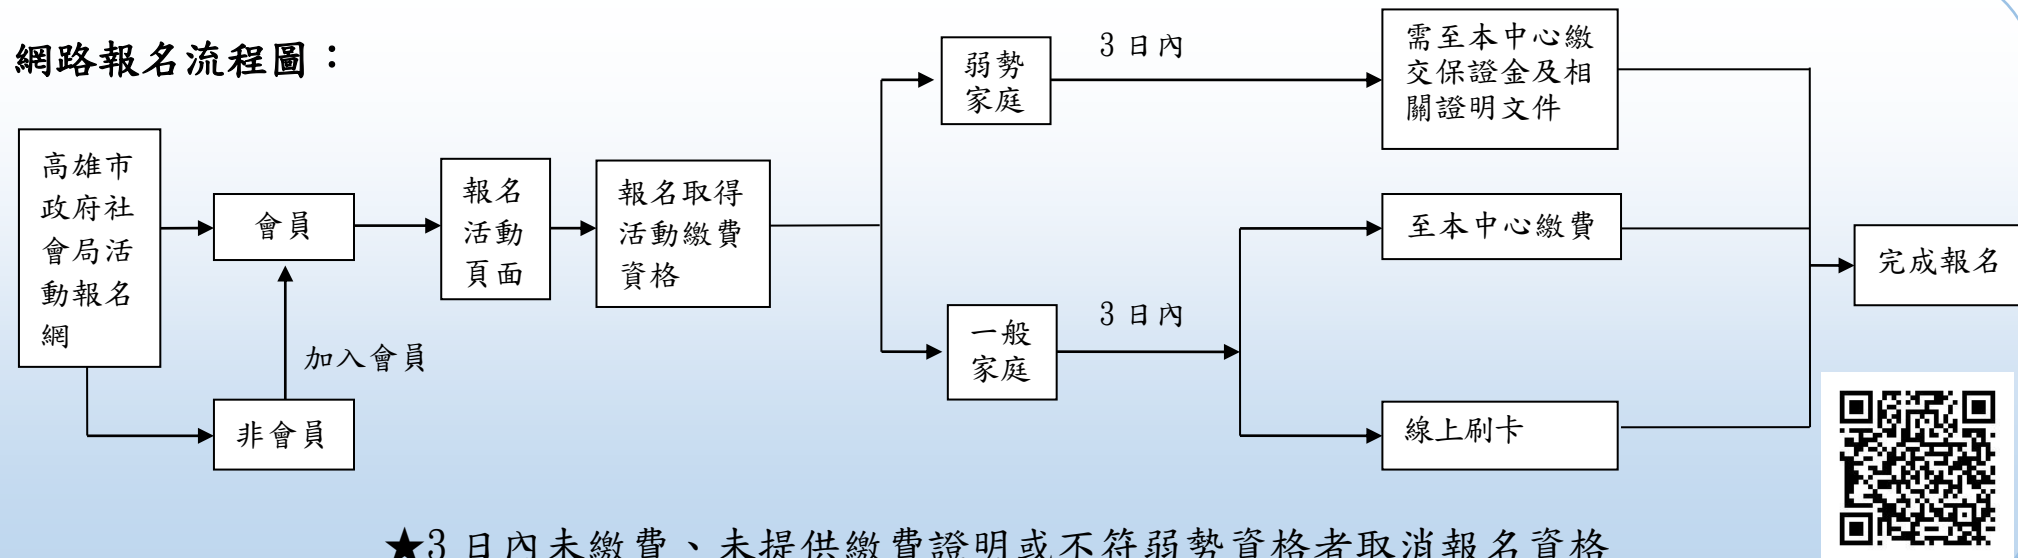 網路報名流程圖：
高雄市
政府社
會局活
動報名
網
會員
加入會員
非會員
報名
活動
頁面
報名取得
活動繳費
資格
弱勢
家庭
3日內
需至本中心繳
交保證金及相
關證明文件
一般
家庭
3日內
至本中心繳費
線上刷卡
完成報名
★3日內未繳費、未提供繳費證明或不符弱勢資格者取消報名資格